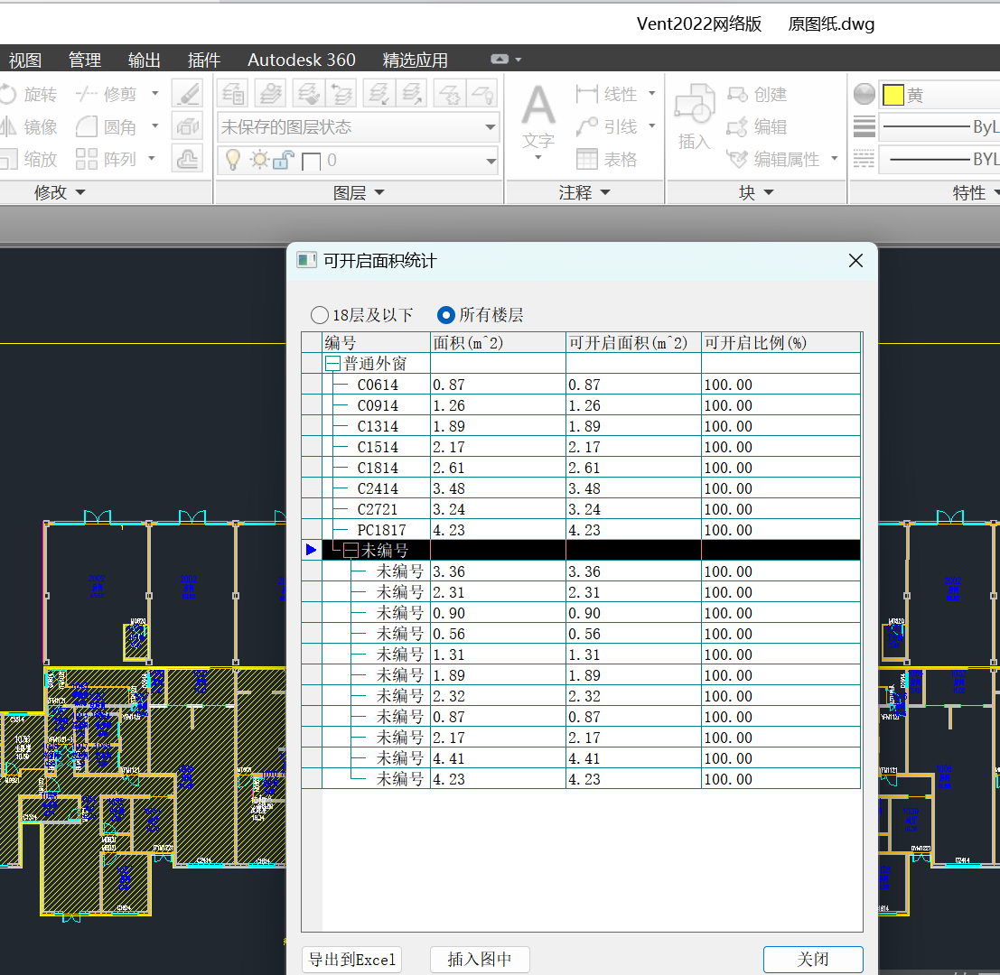 Vent2022网络版 原图纸.dwg
视图 管理 输出 插件 Autodesk 360 精选应用
旋转 修剪
镜像 圆角
缩放 阵列
修改
未保存的图层状态
0
图层
文字
线性
引线
表格
注释
插入
创建
编辑
编辑属性
块
黄
ByL
BYL
特性
可开启面积统计
18层及以下 所有楼层
编号 面积(m^2) 可开启面积(m^2) 可开启比例(%)
普通外窗
C0614 0.87 0.87 100.00
C0914 1.26 1.26 100.00
C1314 1.89 1.89 100.00
C1514 2.17 2.17 100.00
C1814 2.61 2.61 100.00
C2414 3.48 3.48 100.00
C2721 3.24 3.24 100.00
PC1817 4.23 4.23 100.00
未编号
未编号 3.36 3.36 100.00
未编号 2.31 2.31 100.00
未编号 0.90 0.90 100.00
未编号 0.56 0.56 100.00
未编号 1.31 1.31 100.00
未编号 1.89 1.89 100.00
未编号 2.32 2.32 100.00
未编号 0.87 0.87 100.00
未编号 2.17 2.17 100.00
未编号 4.41 4.41 100.00
未编号 4.23 4.23 100.00
导出到Excel 插入图中 关闭